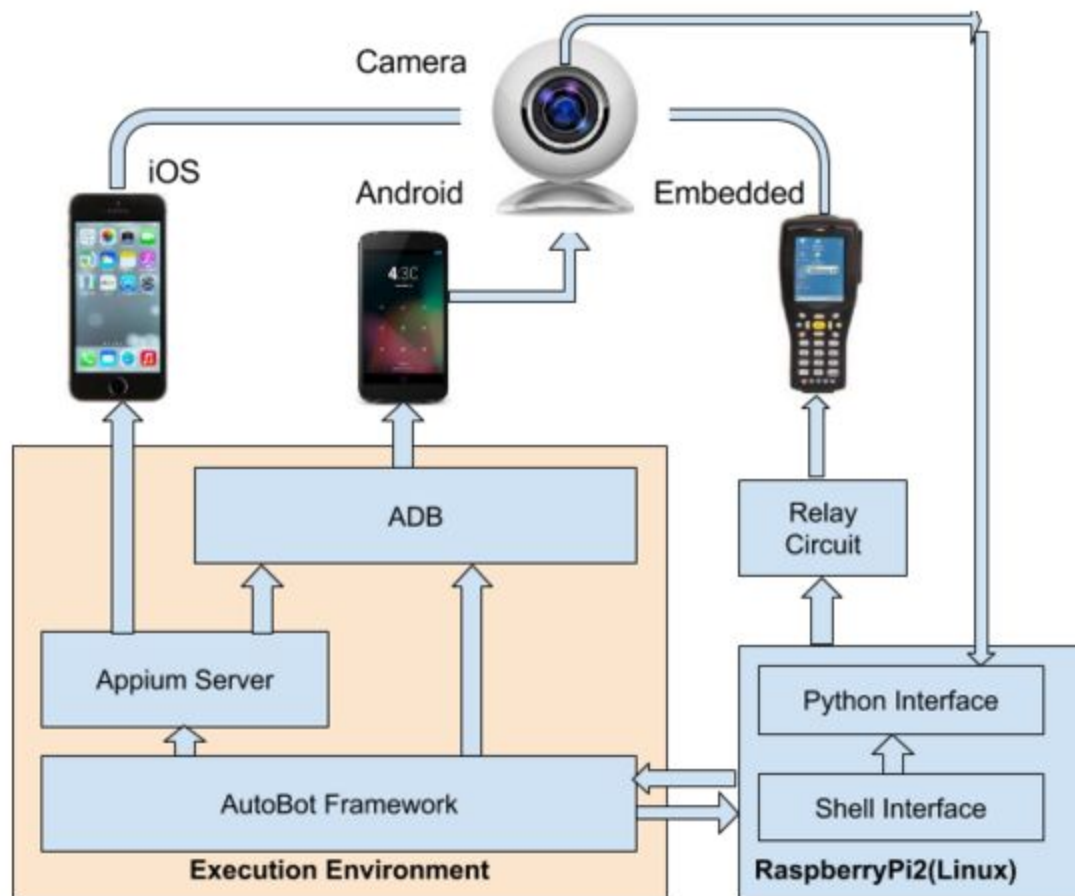 Camera
iOS
Android
Embedded
4:3C
ADB
Relay
Circuit
Appium Server
Python Interface
AutoBot Framework
Shell Interface
Execution Environment
RaspberryPi2(Linux)